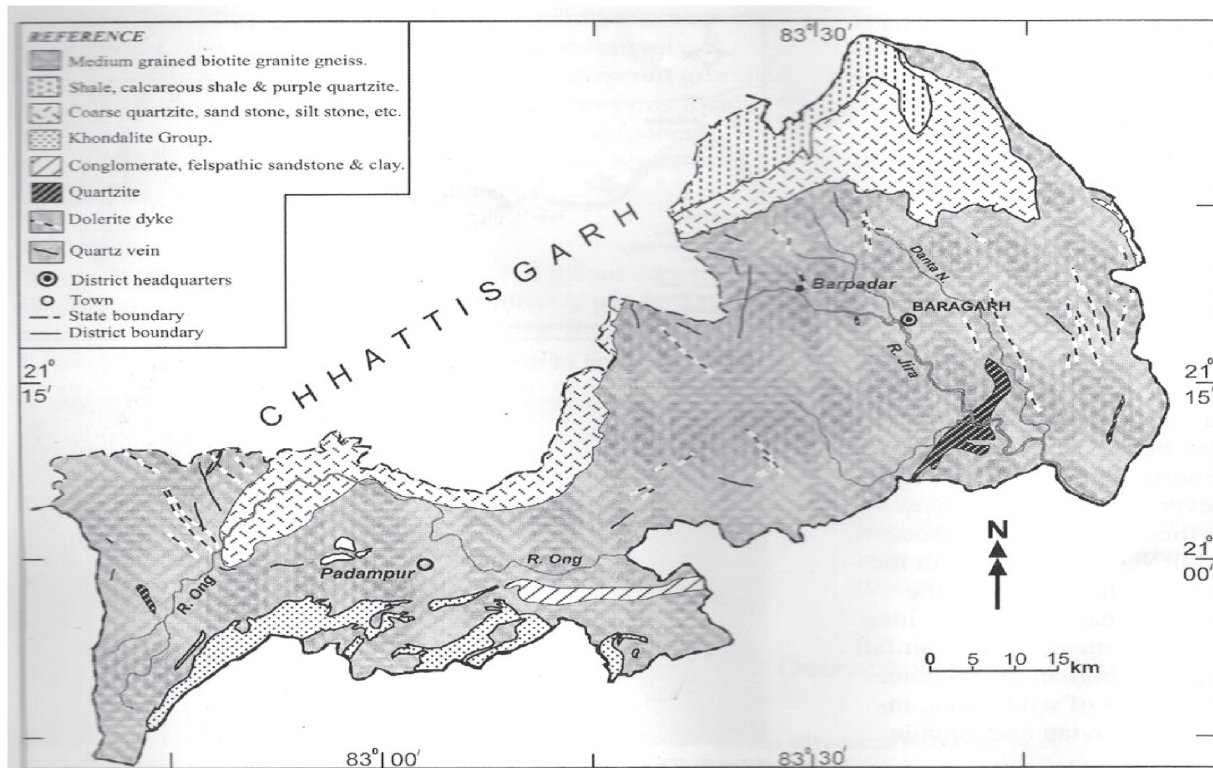 REFERENCE
Medium grained biotite granite gneiss.
Shale, calcareous shale & purple quartzite.
Coarse quartzite, sand stone, silt stone, etc.
Khondalite Group.
Conglomerate, felspathic sandstone & clay.
Quartzite
Dolerite dyke
Quartz vein
District headquarters
Town
State boundary
District boundary
83° 30′
CHHATTISGARH
Danta N
Barpadar
BARAGARH
R. Jira
21° 15′
21° 15′
N
R. Ong
Padampur
R. Ong
21° 00′
0 5 10 15 km
83° 00′
83° 30′